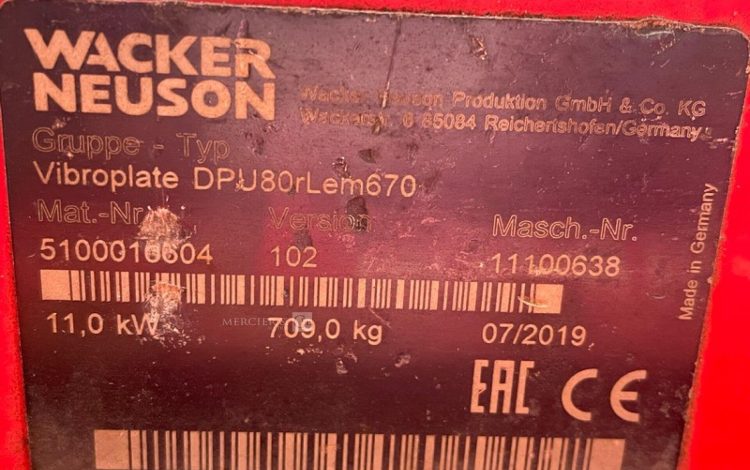 WACKER
NEUSON
Wacker Neuson Produktion GmbH & Co. KG
Wackerstr. 6 85084 Reichertshofen/Germany
Gruppe - Typ
Vibroplate DPU80rLem670
Mat.-Nr. Version Masch.-Nr.
5100016604 102 11100638
11,0 kW 709,0 kg 07/2019
Made in Germany
EAC CE